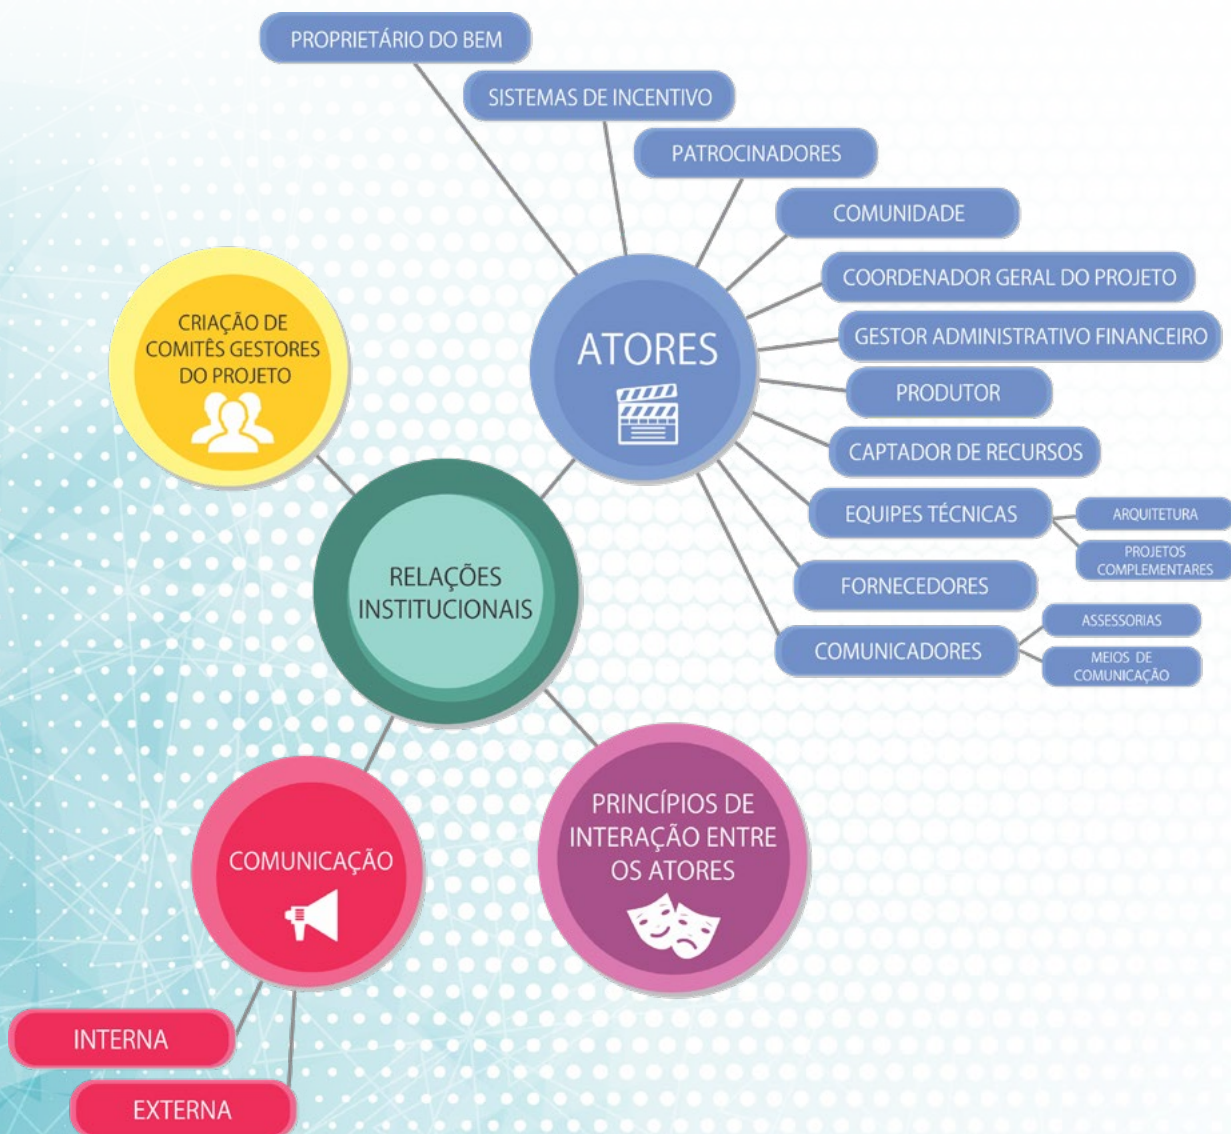 PROPRIETÁRIO DO BEM
SISTEMAS DE INCENTIVO
PATROCINADORES
COMUNIDADE
COORDENADOR GERAL DO PROJETO
GESTOR ADMINISTRATIVO FINANCEIRO
PRODUTOR
CAPTADOR DE RECURSOS
EQUIPES TÉCNICAS
ARQUITETURA
PROJETOS
COMPLEMENTARES
FORNECEDORES
COMUNICADORES
ASSESSORIAS
MEIOS DE
COMUNICAÇÃO
ATORES
CRIAÇÃO DE
COMITÊS GESTORES
DO PROJETO
RELAÇÕES
INSTITUCIONAIS
PRINCÍPIOS DE
INTERAÇÃO ENTRE
OS ATORES
COMUNICAÇÃO
INTERNA
EXTERNA